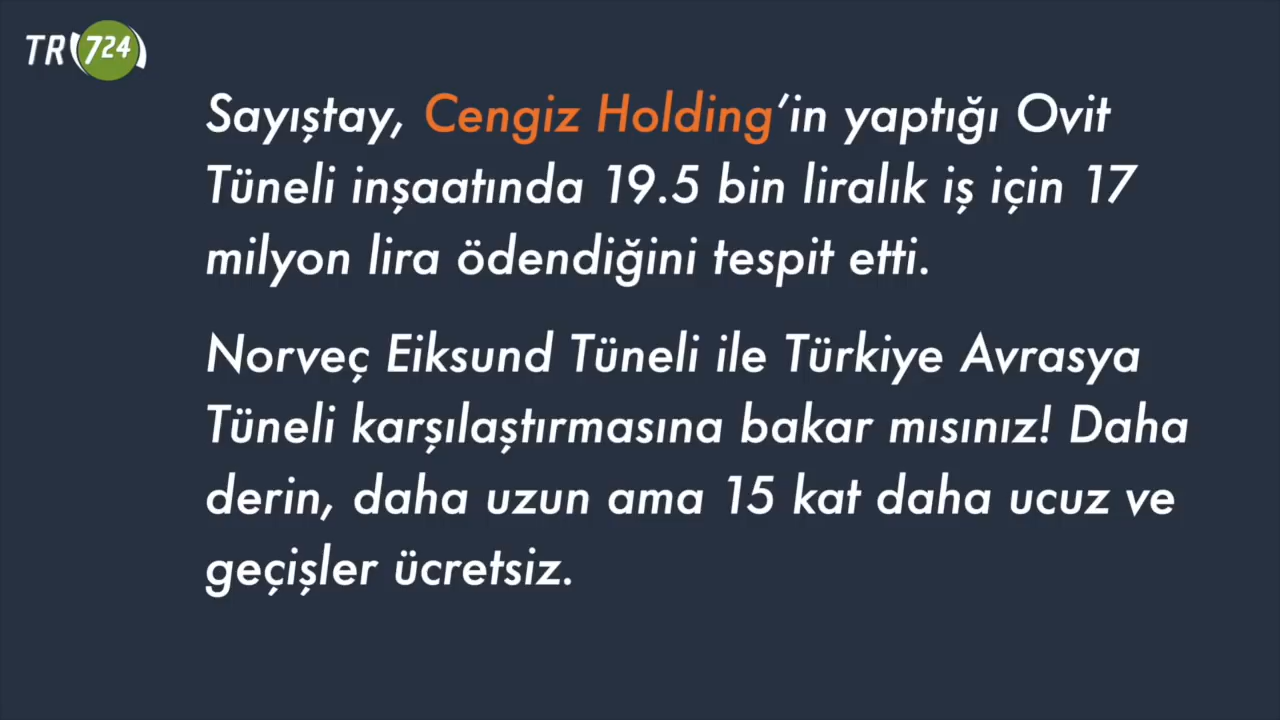 TR724
Sayıştay, Cengiz Holding'in yaptığı Ovit
Tüneli inşaatında 19.5 bin liralık iş için 17
milyon lira ödendiğini tespit etti.
Norveç Eiksund Tüneli ile Türkiye Avrasya
Tüneli karşılaştırmasına bakar mısınız! Daha
derin, daha uzun ama 15 kat daha ucuz ve
geçişler ücretsiz.